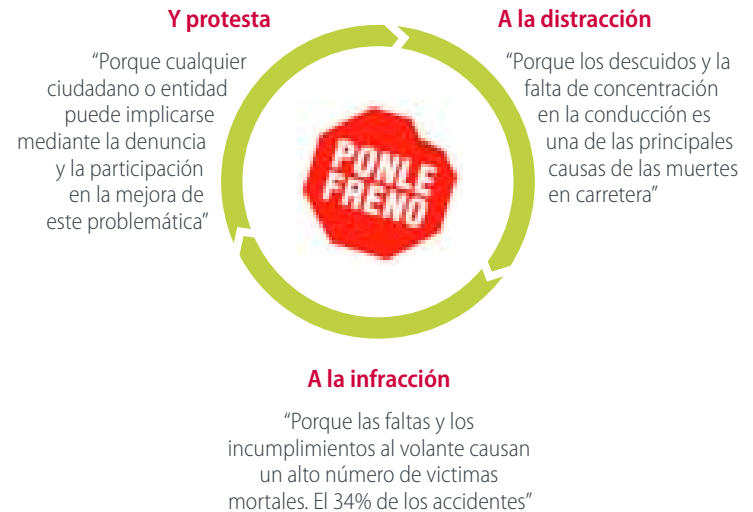 Y protesta
“Porque cualquier
ciudadano o entidad
puede implicarse
mediante la denuncia
y la participación
en la mejora de
este problemática”
A la distracción
“Porque los descuidos y la
falta de concentración
en la conducción es
una de las principales
causas de las muertes
en carretera”
PONLE
FRENO
A la infracción
“Porque las faltas y los
incumplimientos al volante causan
un alto número de victimas
mortales. El 34% de los accidentes”